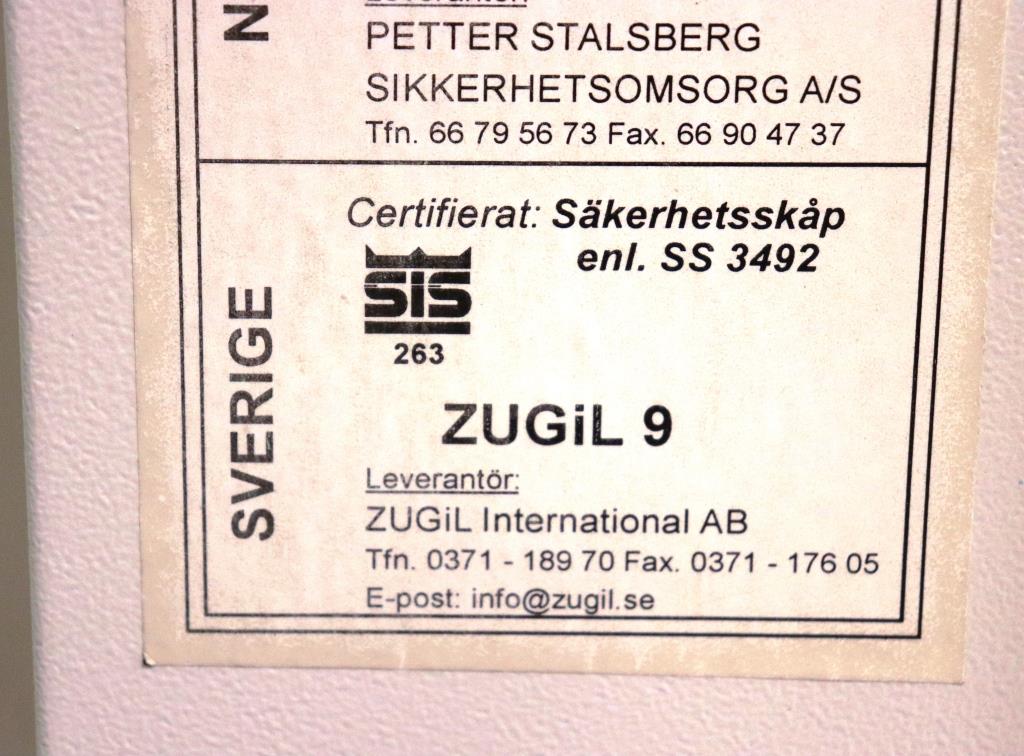 PETTER STALSBERG
SIKKERHETSOMSORG A/S
Tfn. 66 79 56 73 Fax. 66 90 47 37
SVERIGE
Certifierat: Säkerhetsskåp
enl. SS 3492
SIS
263
ZUGiL 9
Leverantör:
ZUGiL International AB
Tfn. 0371 - 189 70 Fax. 0371 - 176 05
E-post: info@zugil.se